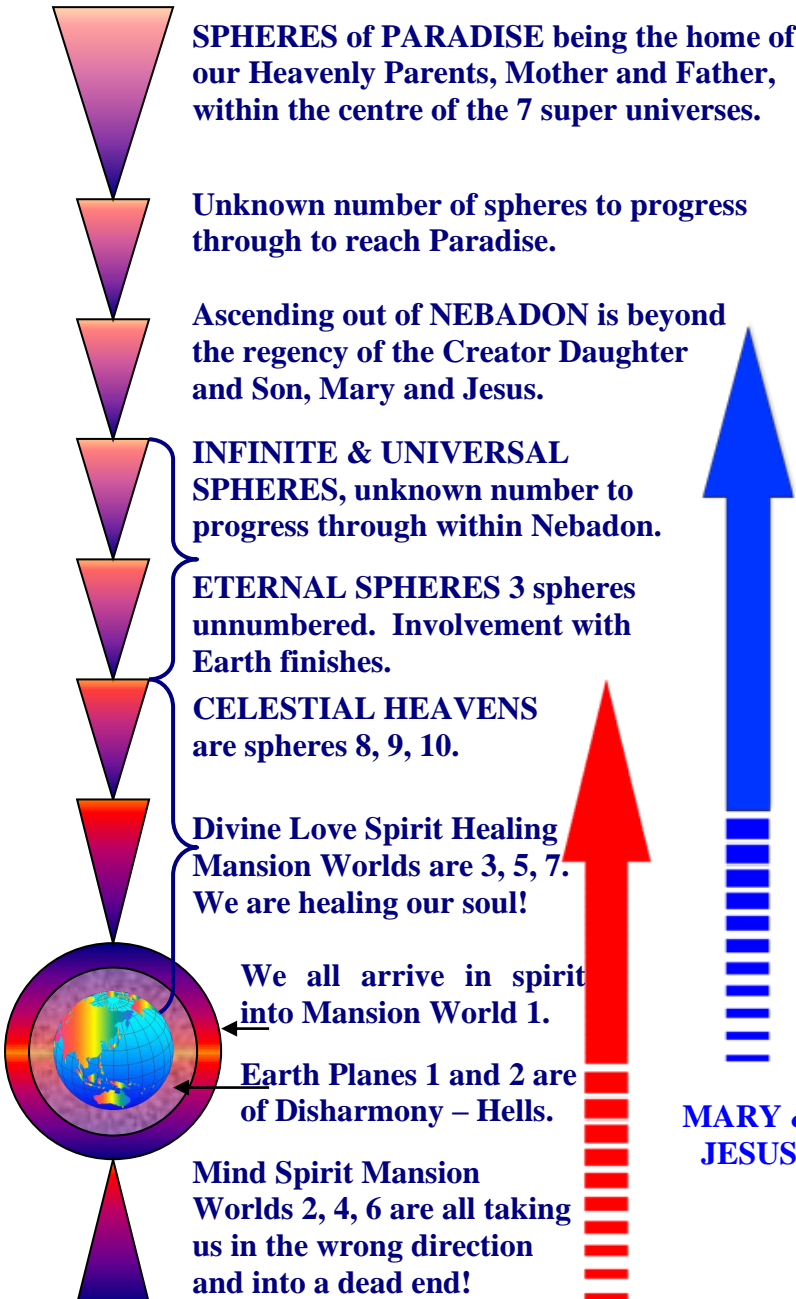 SPHERES of PARADISE being the home of
our Heavenly Parents, Mother and Father,
within the centre of the 7 super universes.
Unknown number of spheres to progress
through to reach Paradise.
Ascending out of NEBADON is beyond
the regency of the Creator Daughter
and Son, Mary and Jesus.
INFINITE & UNIVERSAL
SPHERES, unknown number to
progress through within Nebadon.
ETERNAL SPHERES 3 spheres
unnumbered. Involvement with
Earth finishes.
CELESTIAL HEAVENS
are spheres 8, 9, 10.
Divine Love Spirit Healing
Mansion Worlds are 3, 5, 7.
We are healing our soul!
We all arrive in spirit
into Mansion World 1.
Earth Planes 1 and 2 are
of Disharmony – Hells.
MARY &
JESUS
Mind Spirit Mansion
Worlds 2, 4, 6 are all taking
us in the wrong direction
and into a dead end!